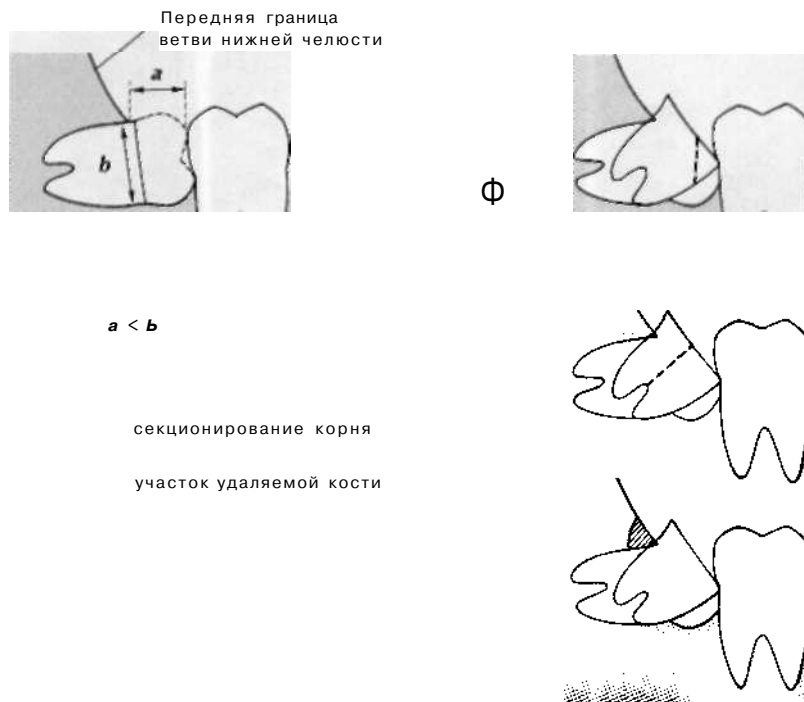 Передняя граница
ветви нижней челюсти
a
b
Ф
a < Ь
секционирование корня
участок удаляемой кости